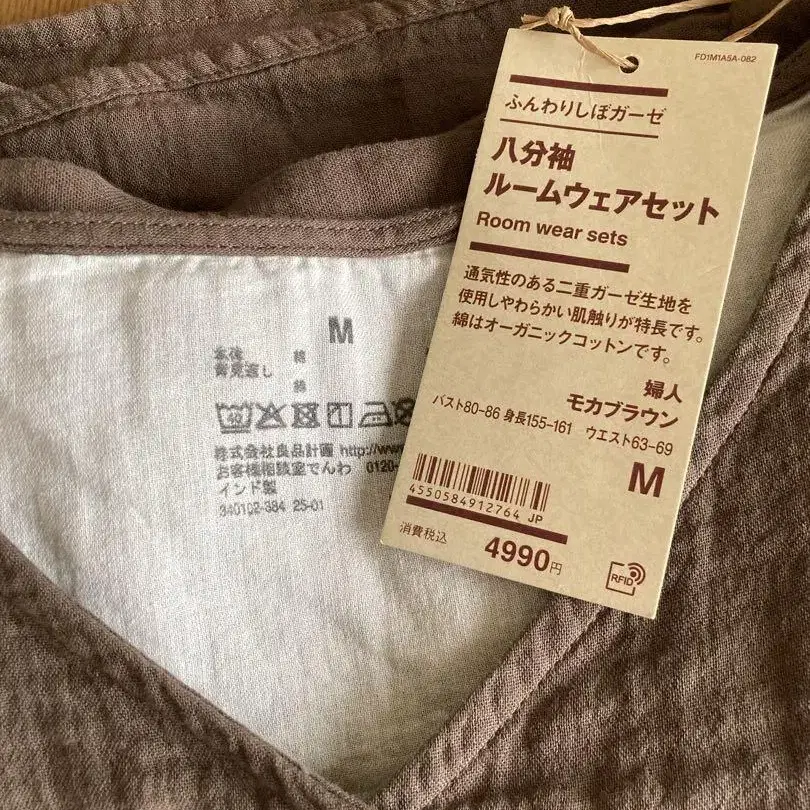 FD1M1A5A-082
ふんわりしぼガーゼ
八分袖
ルームウェアセット
Room wear sets
通気性のある二重ガーゼ生地を
使用しやわらかい肌触りが特長です。
綿はオーガニックコットンです。
婦人
モカブラウン
バスト80-86 身長155-161 ウエスト63-69
M
4550584912764 JP
消費税込 4990円
RFID
M
本体 綿
背見返し 綿
40
株式会社良品計画 http://www
お客様相談室でんわ 0120-
インド製
340102-384 25-01